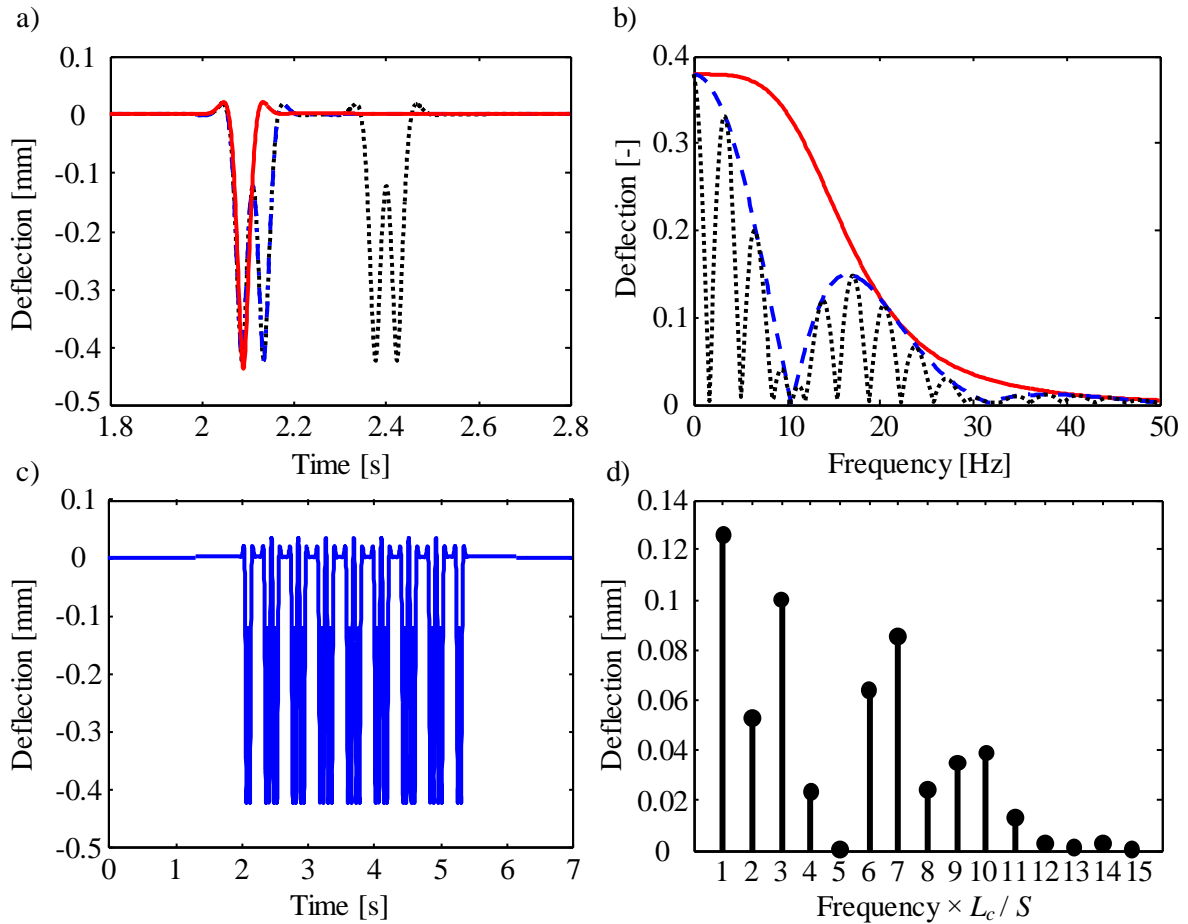 a)
0.1
0
-0.1
-0.2
-0.3
-0.4
-0.5
Deflection [mm]
1.8 2 2.2 2.4 2.6 2.8
Time [s]
b)
0.4
0.3
0.2
0.1
0
Deflection [-]
0 10 20 30 40 50
Frequency [Hz]
c)
0.1
0
-0.1
-0.2
-0.3
-0.4
-0.5
Deflection [mm]
0 1 2 3 4 5 6 7
Time [s]
d)
0.14
0.12
0.1
0.08
0.06
0.04
0.02
0
Deflection [mm]
1 2 3 4 5 6 7 8 9 10 11 12 13 14 15
Frequency × L_c / S